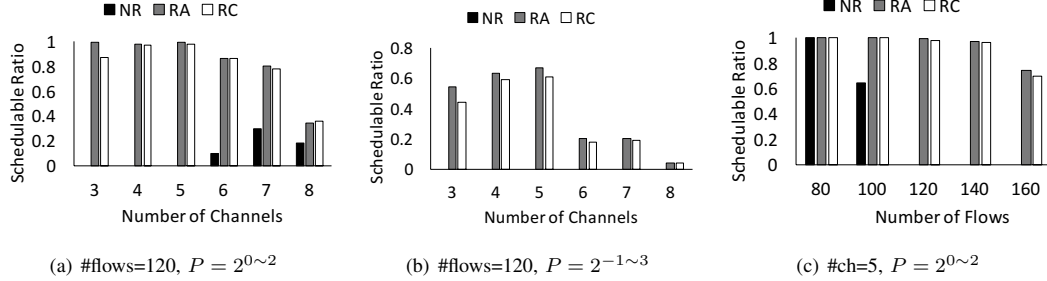 NR RA RC
Schedulable Ratio
1
0.8
0.6
0.4
0.2
0
3 4 5 6 7 8
Number of Channels
(a) #flows=120, P = 2^{0∼2}
NR RA RC
Schedulable Ratio
0.8
0.6
0.4
0.2
0.0
3 4 5 6 7 8
Number of Channels
(b) #flows=120, P = 2^{−1∼3}
NR RA RC
Schedulable Ratio
1
0.8
0.6
0.4
0.2
0
80 100 120 140 160
Number of Flows
(c) #ch=5, P = 2^{0∼2}